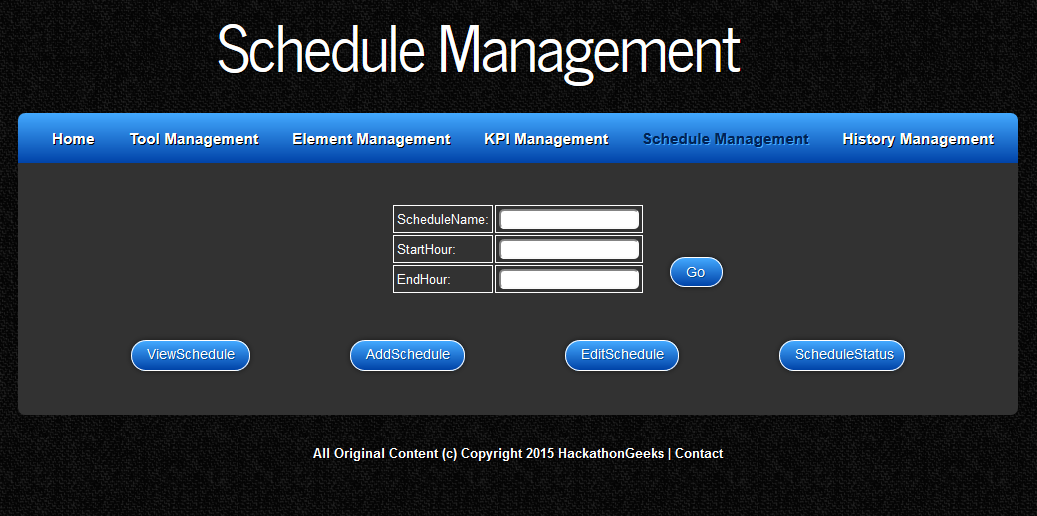 Schedule Management
Home Tool Management Element Management KPI Management Schedule Management History Management
ScheduleName:
StartHour:
EndHour:
Go
ViewSchedule AddSchedule EditSchedule ScheduleStatus
All Original Content (c) Copyright 2015 HackathonGeeks | Contact